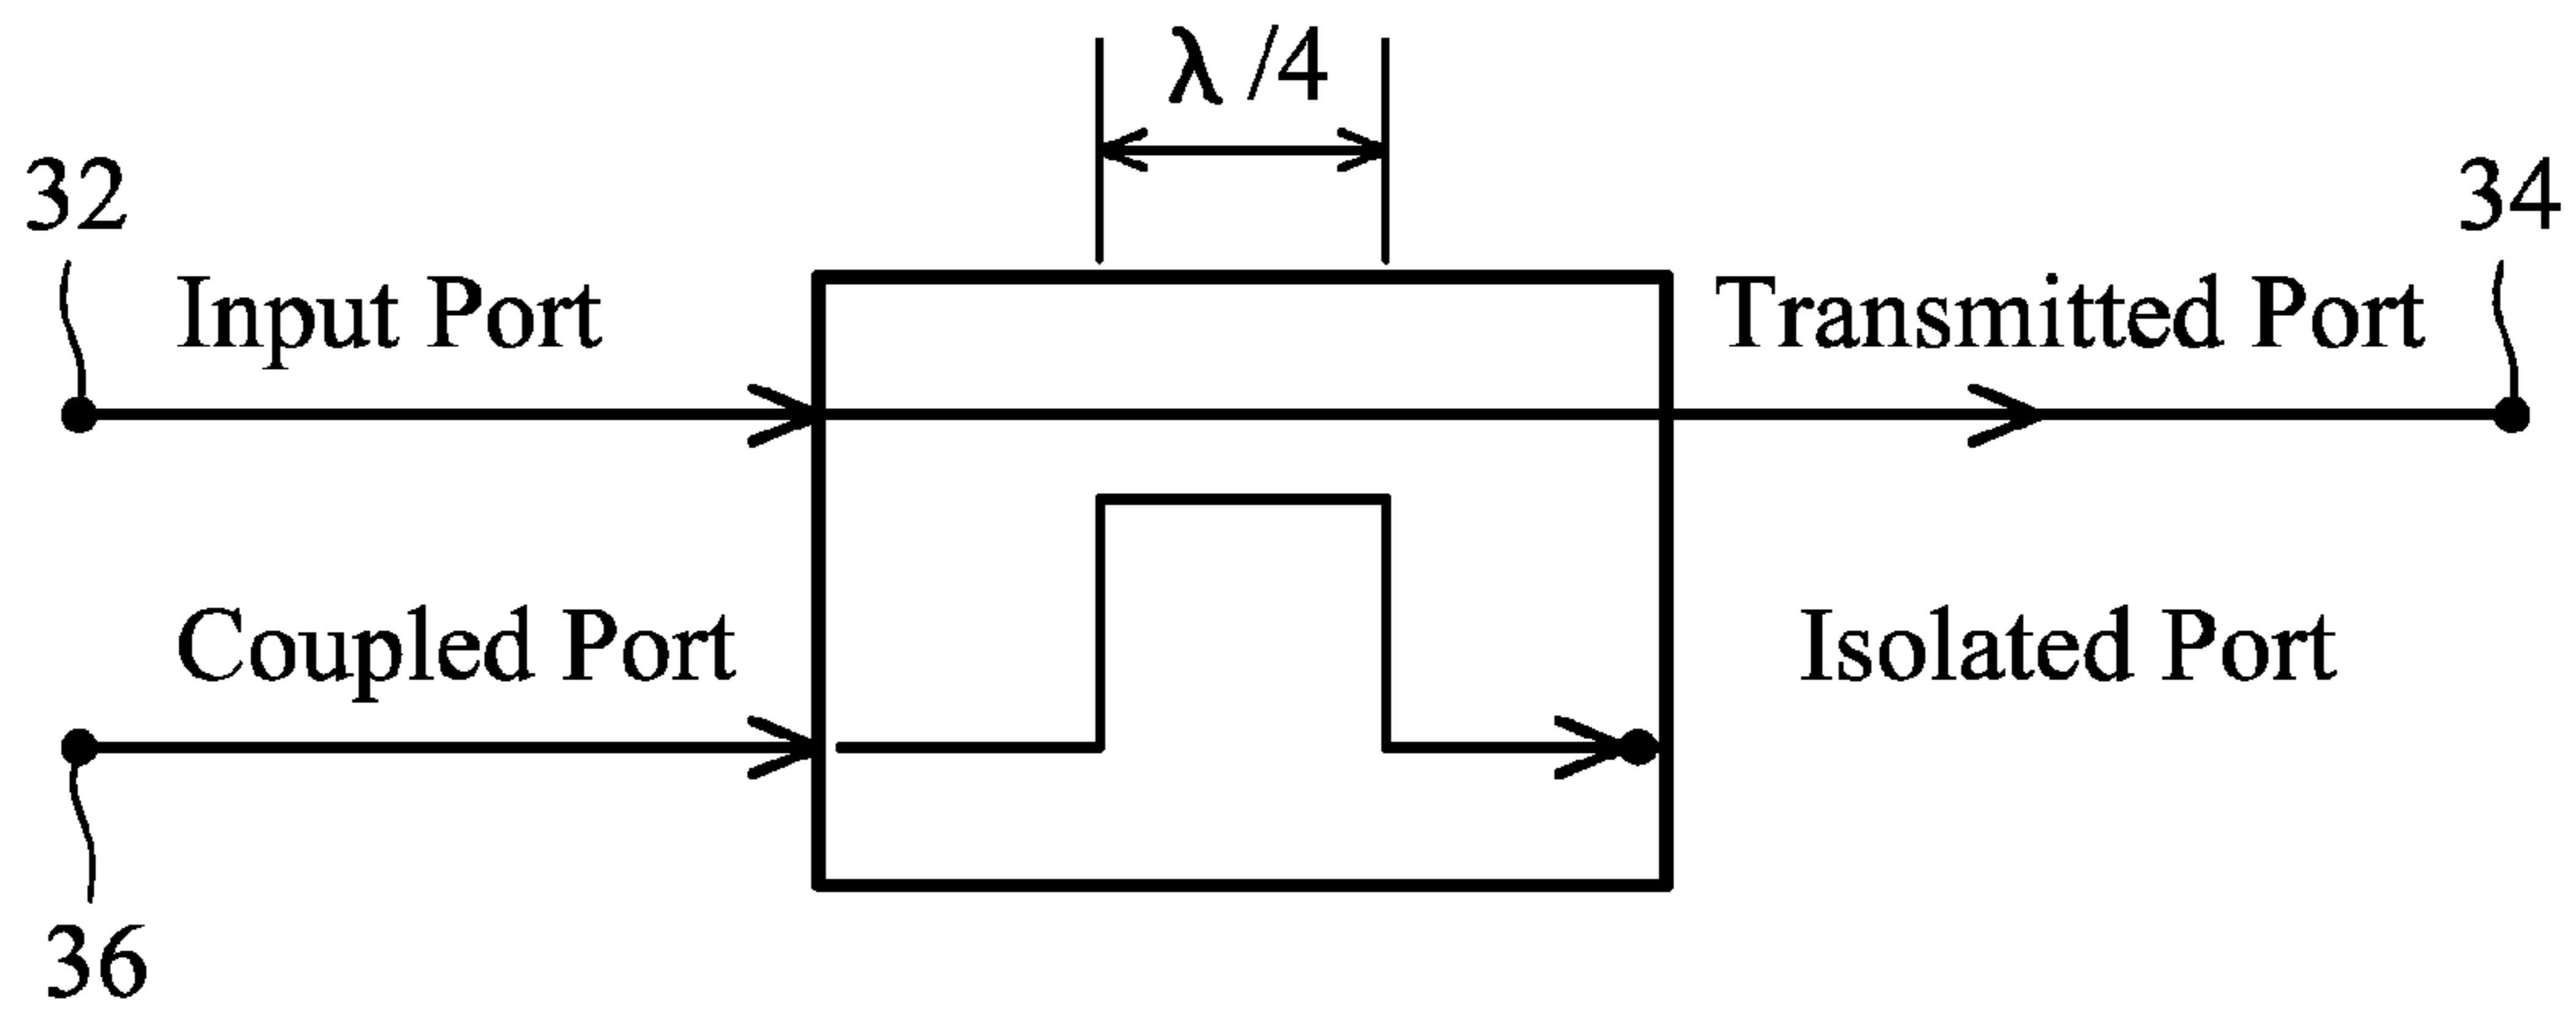 λ /4
32
34
Input Port
Transmitted Port
Coupled Port
Isolated Port
36